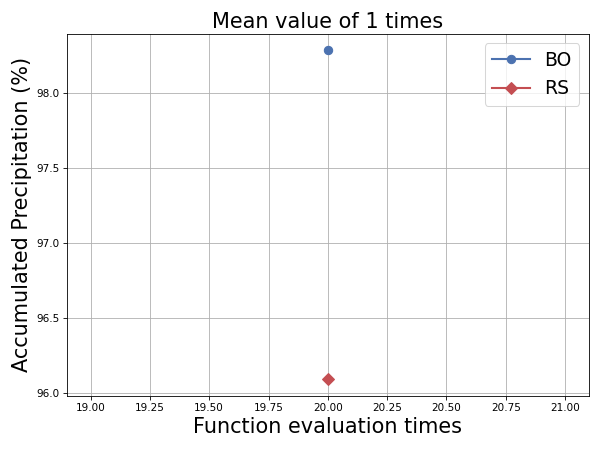 Mean value of 1 times
BO
RS
Accumulated Precipitation (%)
98.0
97.5
97.0
96.5
96.0
19.00 19.25 19.50 19.75 20.00 20.25 20.50 20.75 21.00
Function evaluation times